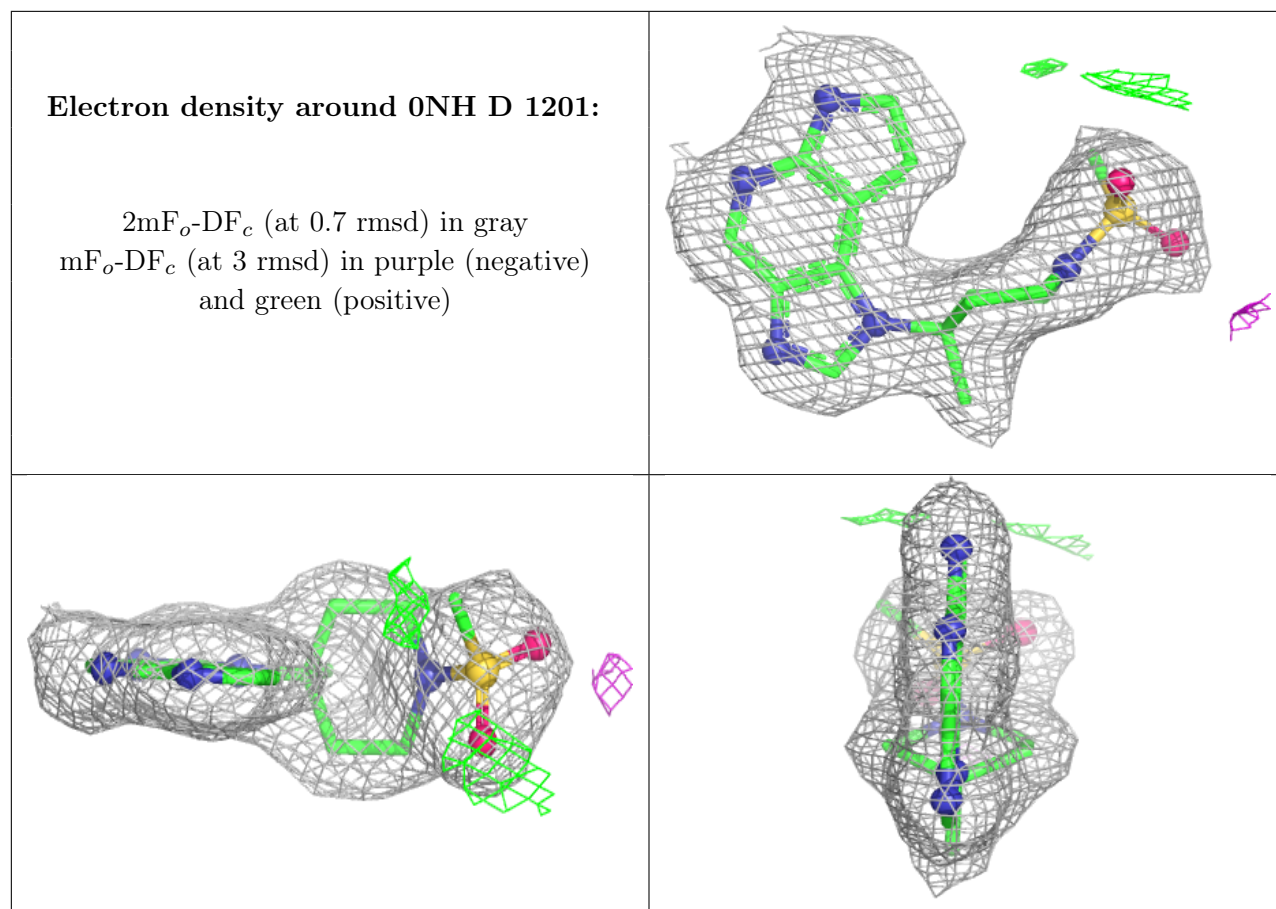 Electron density around 0NH D 1201:
2mFₒ-DF𝒸 (at 0.7 rmsd) in gray
mFₒ-DF𝒸 (at 3 rmsd) in purple (negative)
and green (positive)